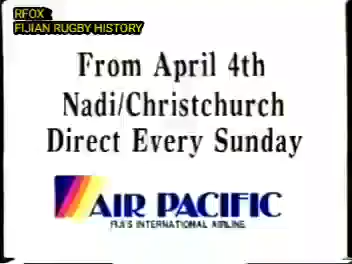 RFOX
FIJIAN RUGBY HISTORY
From April 4th
Nadi/Christchurch
Direct Every Sunday
AIR PACIFIC
FIJI'S INTERNATIONAL AIRLINE